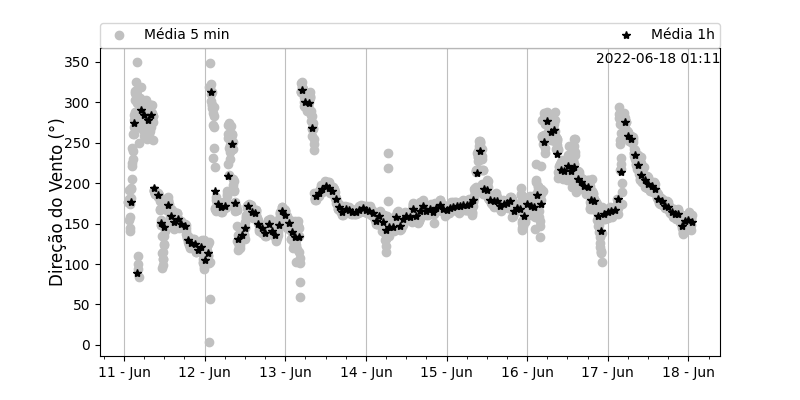 Média 5 min
Média 1h
2022-06-18 01:11
Direção do Vento (°)
350
300
250
200
150
100
50
0
11 - Jun
12 - Jun
13 - Jun
14 - Jun
15 - Jun
16 - Jun
17 - Jun
18 - Jun